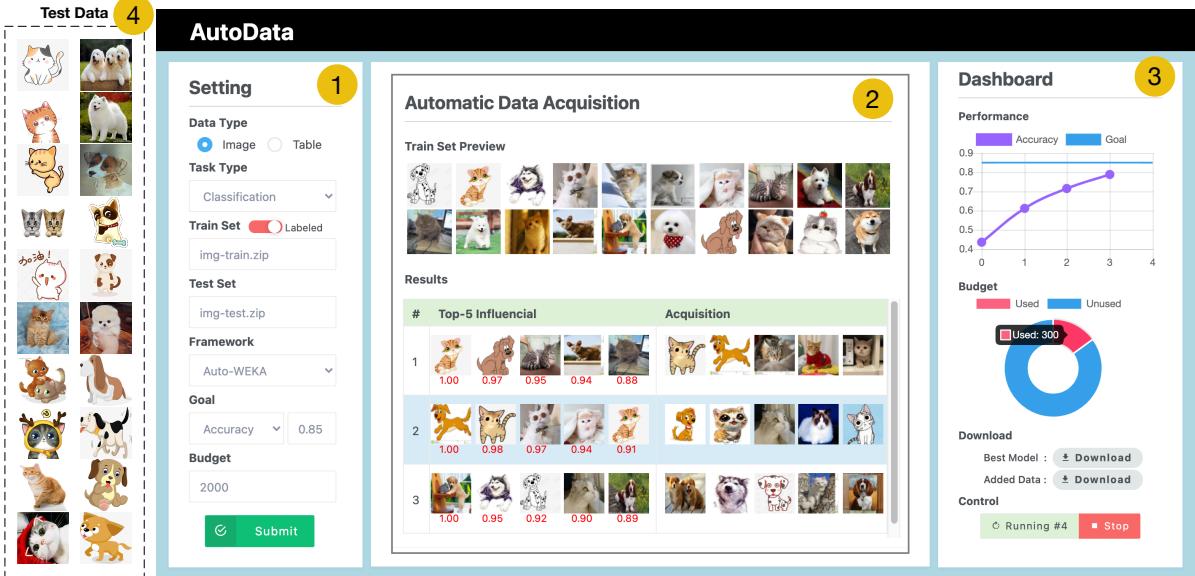 Test Data
4
加油!
AutoData
Setting
1
Data Type
Image
Table
Task Type
Classification
Train Set
Labeled
img-train.zip
Test Set
img-test.zip
Framework
Auto-WEKA
Goal
Accuracy
0.85
Budget
2000
Submit
Automatic Data Acquisition
2
Train Set Preview
Results
# Top-5 Influential Acquisition
1
1.00 0.97 0.95 0.94 0.88
2
1.00 0.98 0.97 0.94 0.91
3
1.00 0.95 0.92 0.90 0.89
Dashboard
3
Performance
Accuracy Goal
0.9
0.8
0.7
0.6
0.5
0.4
0 1 2 3 4
Budget
Used Unused
Used: 300
Download
Best Model : Download
Added Data : Download
Control
Running #4 Stop